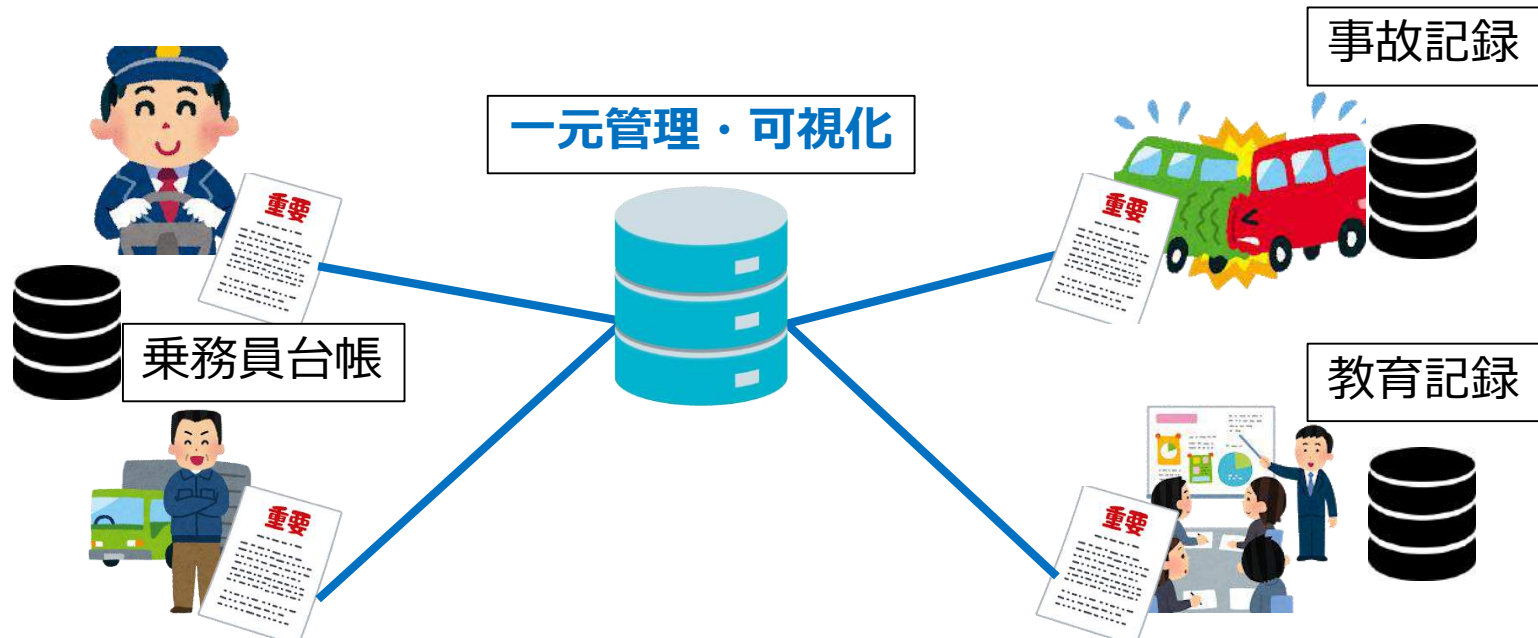 事故記録
一元管理・可視化
重要
重要
乗務員台帳
教育記録
重要
重要